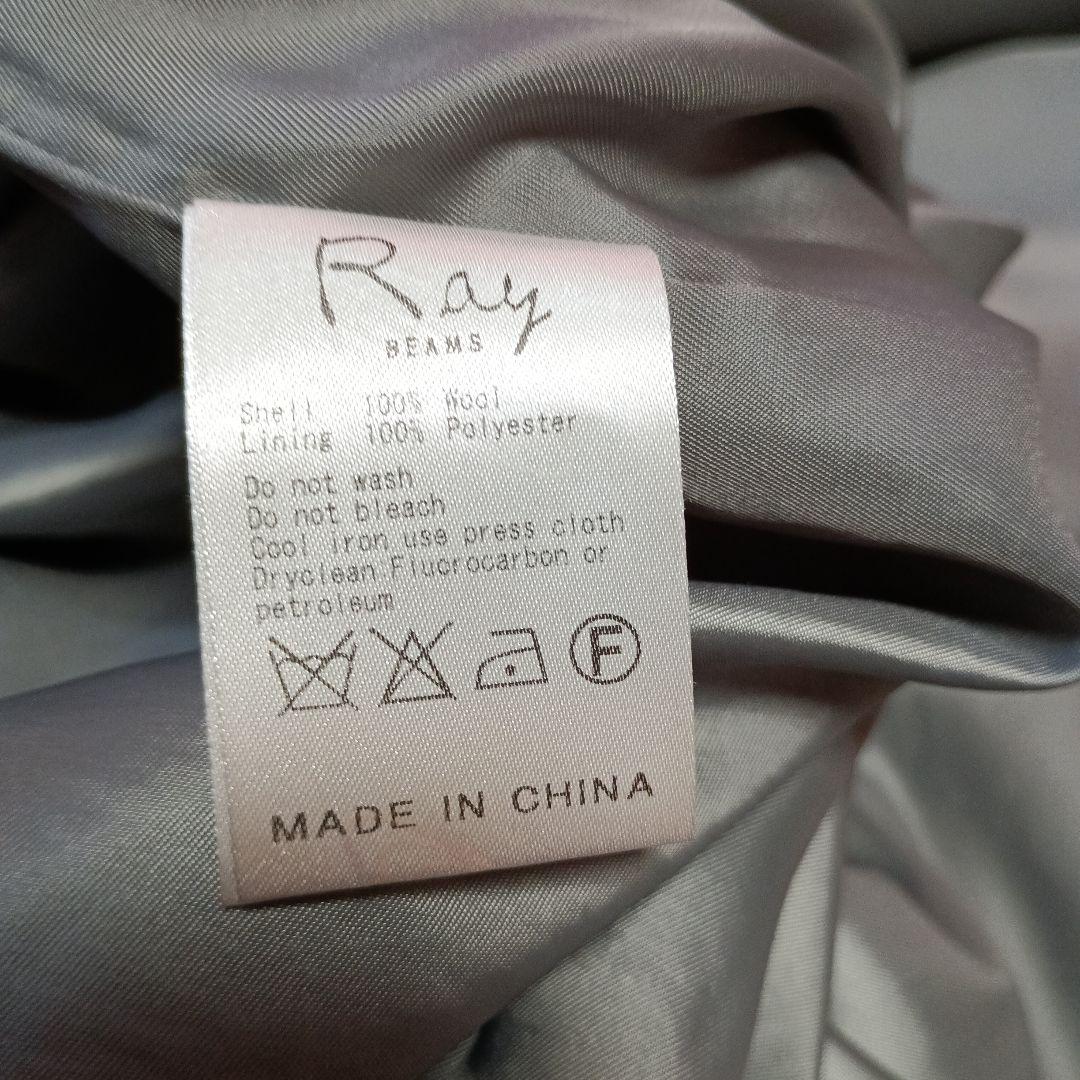 Ray
BEAMS
Shell 100% Wool
Lining 100% Polyester
Do not wash
Do not bleach
Cool iron use press cloth
Dryclean.Fluorocarbon or
petroleum
F
MADE IN CHINA